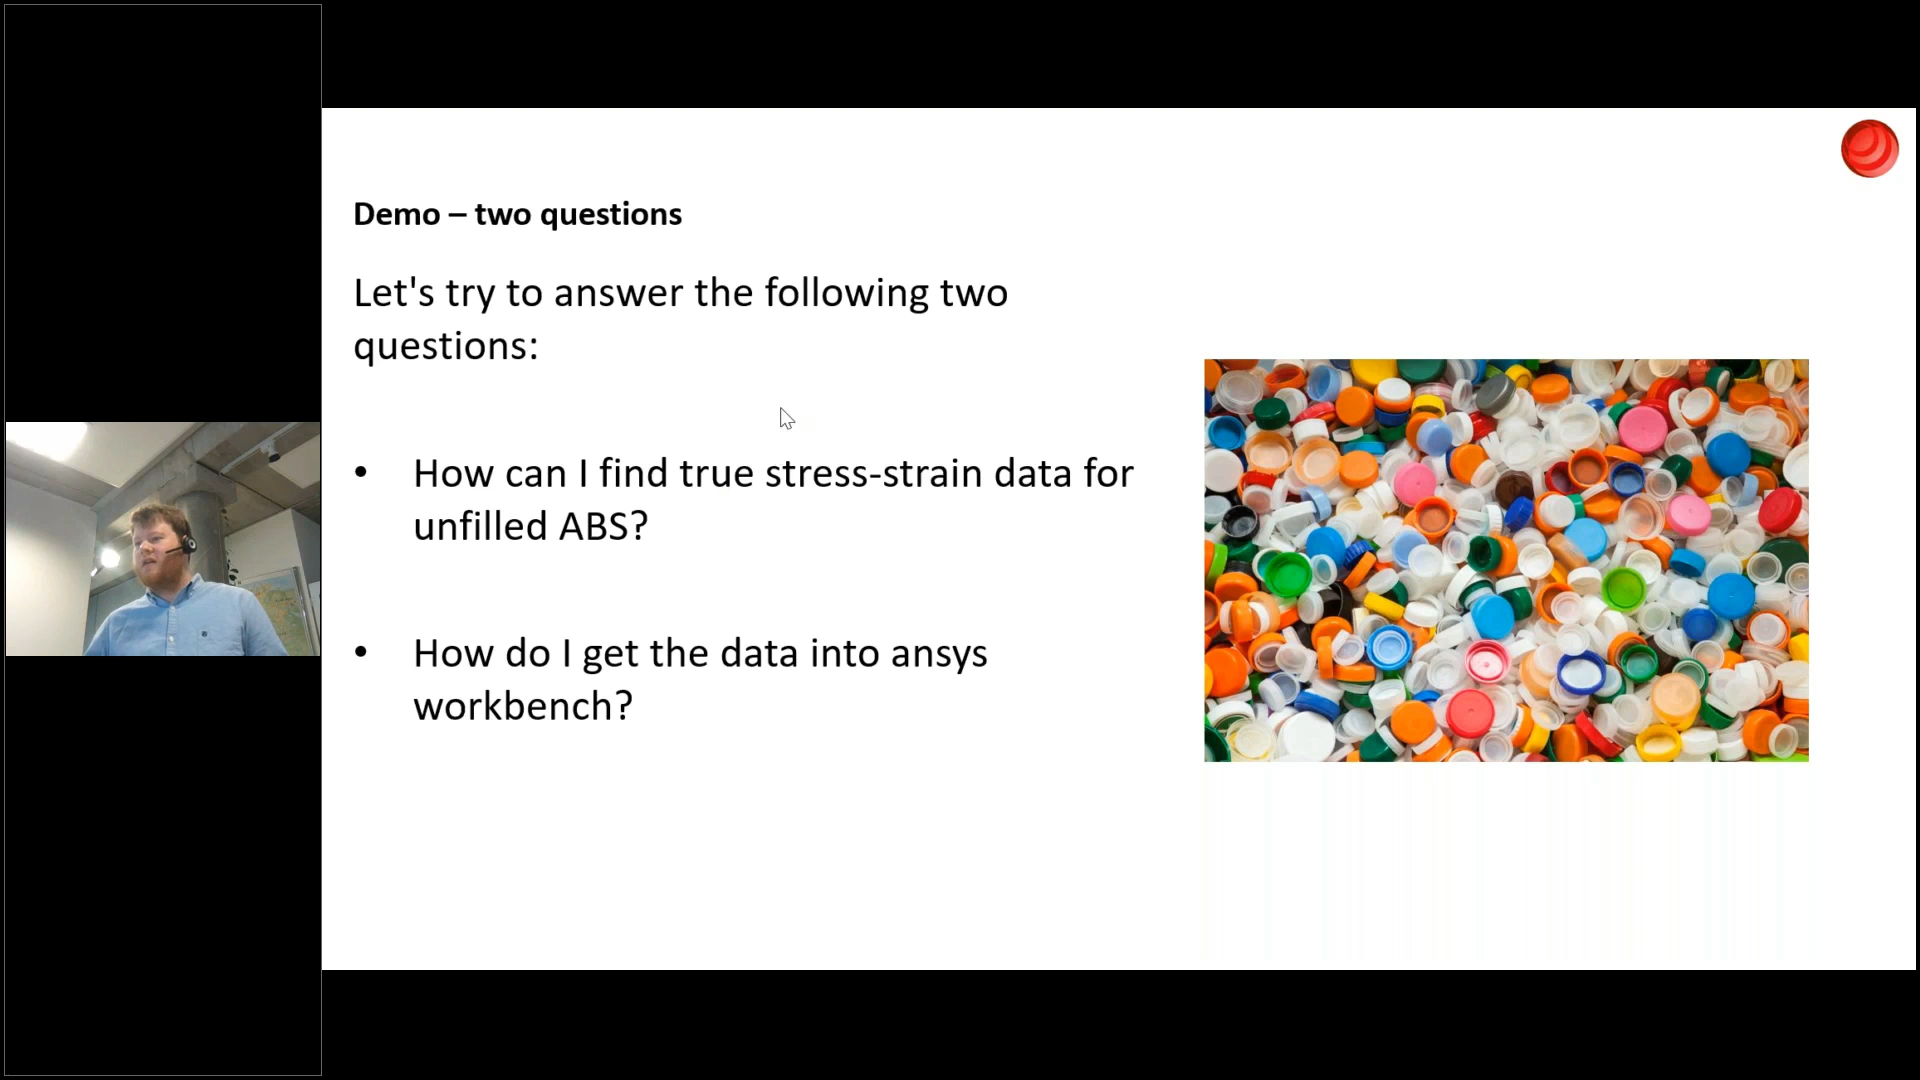 Demo – two questions
Let's try to answer the following two
questions:
• How can I find true stress-strain data for
unfilled ABS?
• How do I get the data into ansys
workbench?